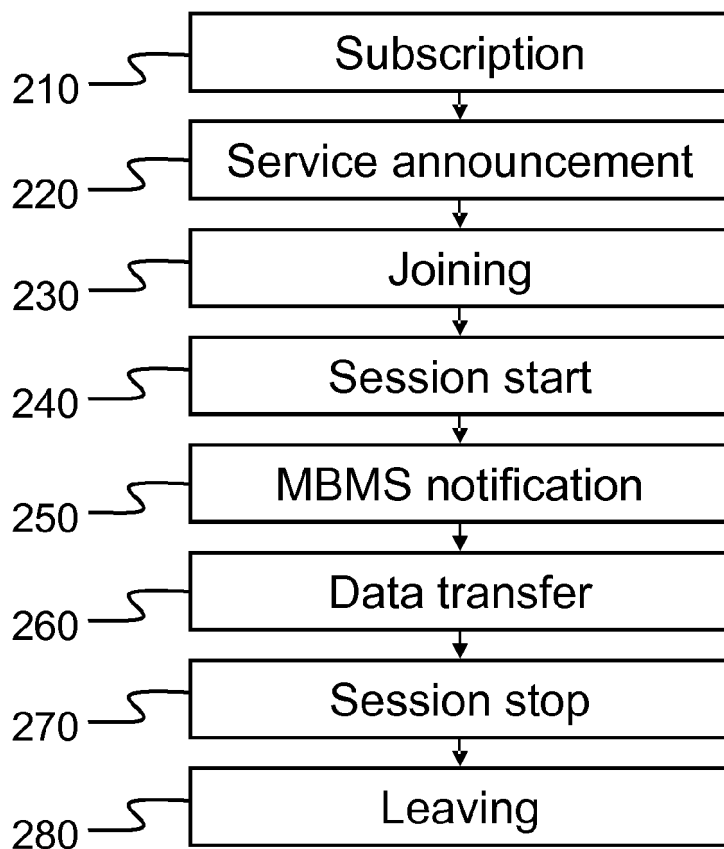 Subscription
210
Service announcement
220
Joining
230
Session start
240
MBMS notification
250
Data transfer
260
Session stop
270
Leaving
280